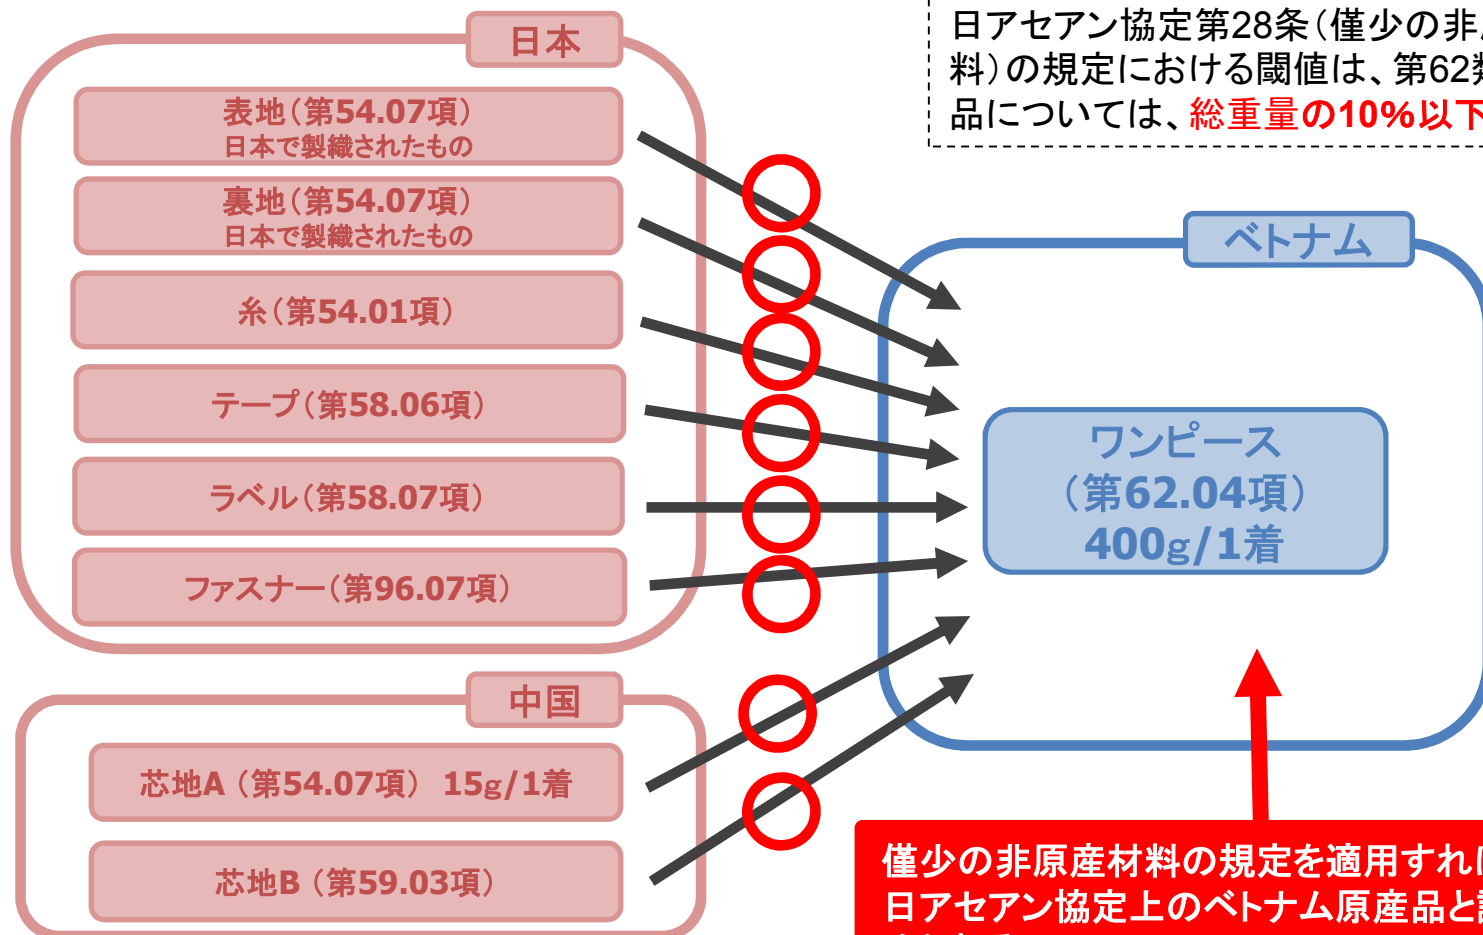 日アセアン協定第28条（僅少の非
料）の規定における閾値は、第62類
品については、総重量の10%以下
日本
表地（第54.07項）
日本で製織されたもの
裏地（第54.07項）
日本で製織されたもの
糸（第54.01項）
テープ（第58.06項）
ラベル（第58.07項）
ファスナー（第96.07項）
中国
芯地A（第54.07項） 15g/1着
芯地B（第59.03項）
ベトナム
ワンピース
（第62.04項）
400g/1着
僅少の非原産材料の規定を適用すれば
日アセアン協定上のベトナム原産品と